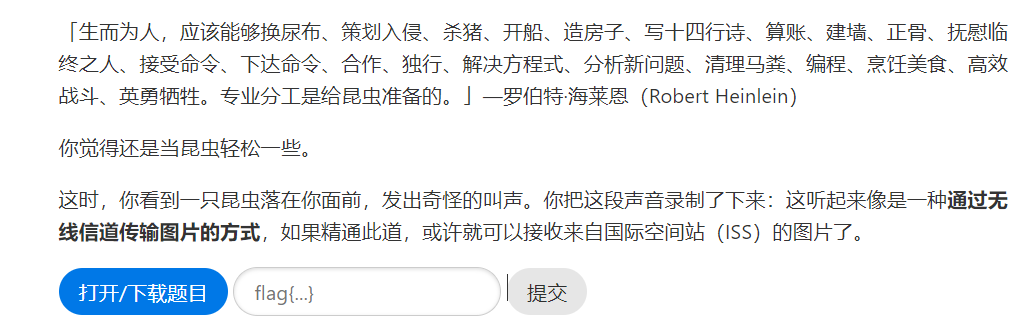 「生而为人，应该能够换尿布、策划入侵、杀猪、开船、造房子、写十四行诗、算账、建墙、正骨、抚慰临
终之人、接受命令、下达命令、合作、独行、解决方程式、分析新问题、清理马粪、编程、烹饪美食、高效
战斗、英勇牺牲。专业分工是给昆虫准备的。」—罗伯特·海莱恩（Robert Heinlein）
你觉得还是当昆虫轻松一些。
这时，你看到一只昆虫落在你面前，发出奇怪的叫声。你把这段声音录制了下来：这听起来像是一种通过无
线信道传输图片的方式，如果精通此道，或许就可以接收来自国际空间站（ISS）的图片了。
打开/下载题目 flag{...} 提交